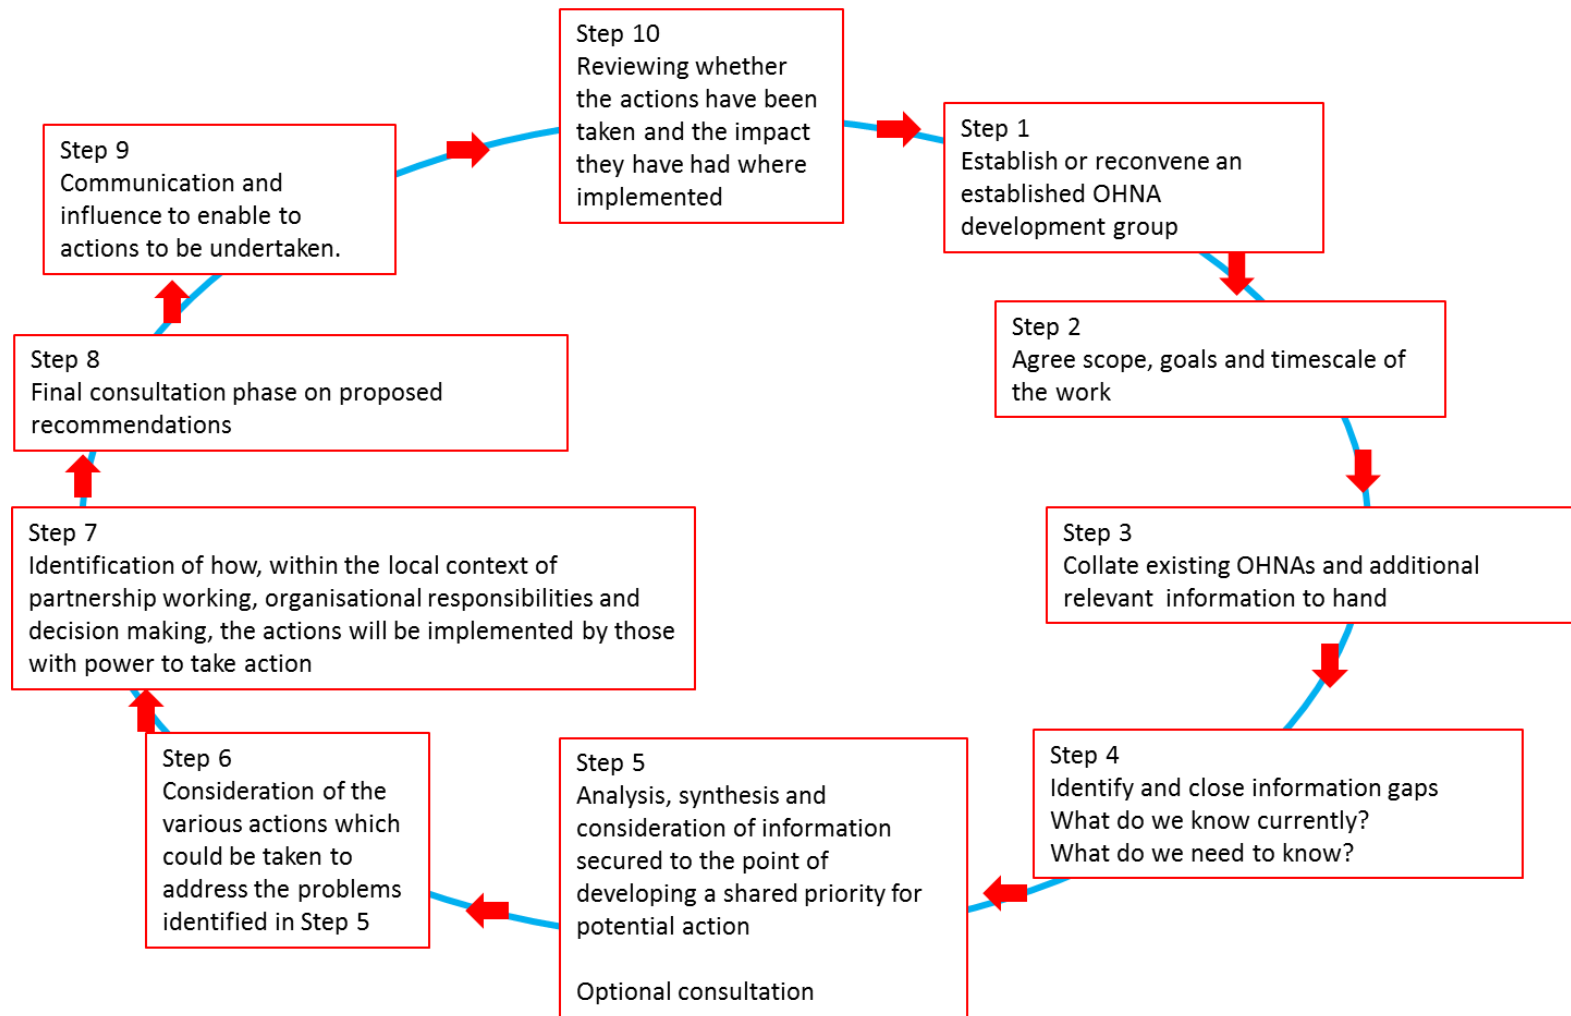 Step 10
Reviewing whether
the actions have been
taken and the impact
they have had where
implemented
Step 1
Establish or reconvene an
established OHNA
development group
Step 2
Agree scope, goals and timescale of
the work
Step 3
Collate existing OHNAs and additional
relevant information to hand
Step 4
Identify and close information gaps
What do we know currently?
What do we need to know?
Step 5
Analysis, synthesis and
consideration of information
secured to the point of
developing a shared priority for
potential action
Optional consultation
Step 6
Consideration of the
various actions which
could be taken to
address the problems
identified in Step 5
Step 7
Identification of how, within the local context of
partnership working, organisational responsibilities and
decision making, the actions will be implemented by those
with power to take action
Step 8
Final consultation phase on proposed
recommendations
Step 9
Communication and
influence to enable to
actions to be undertaken.